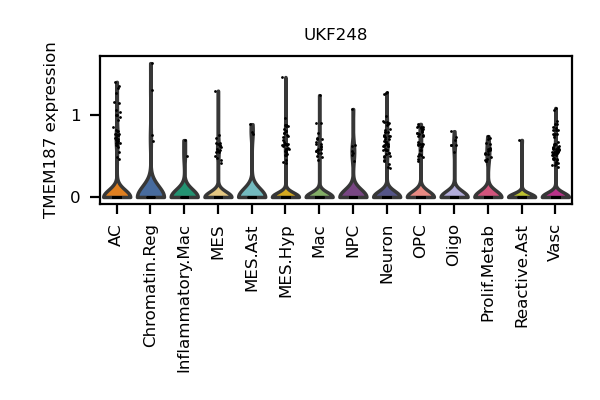 UKF248
TMEM187 expression
1
0
AC
Chromatin.Reg
Inflammatory.Mac
MES
MES.Ast
MES.Hyp
Mac
NPC
Neuron
OPC
Oligo
Prolif.Metab
Reactive.Ast
Vasc